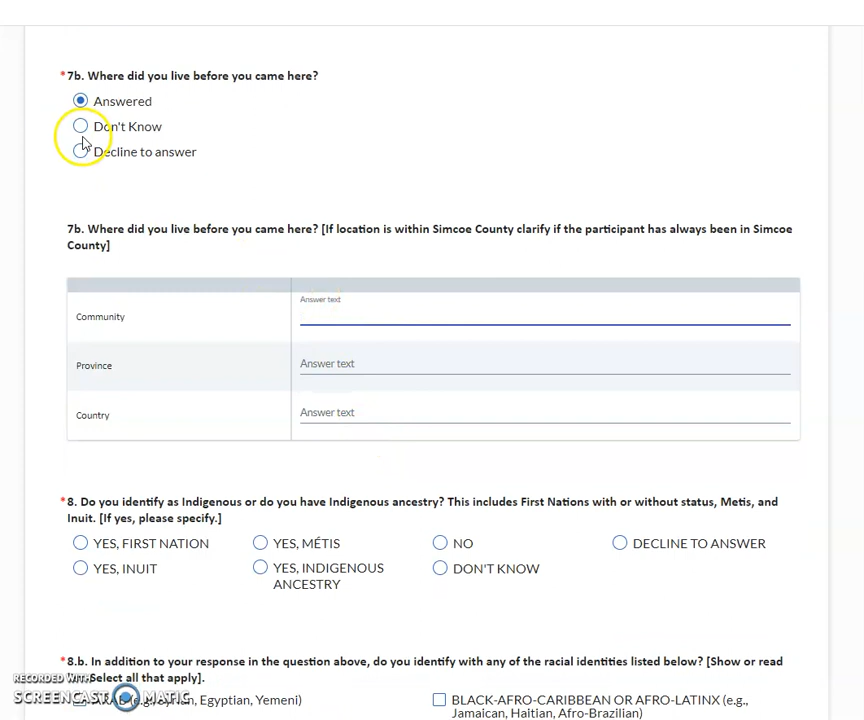 *7b. Where did you live before you came here?
Answered
Don't Know
Decline to answer
7b. Where did you live before you came here? [If location is within Simcoe County clarify if the participant has always been in Simcoe
County]
Answer text
Community
Province Answer text
Country Answer text
*8. Do you identify as Indigenous or do you have Indigenous ancestry? This includes First Nations with or without status, Metis, and
Inuit. [If yes, please specify.]
YES, FIRST NATION YES, MÉTIS NO DECLINE TO ANSWER
YES, INUIT YES, INDIGENOUS DON'T KNOW
ANCESTRY
*8.b. In addition to your response in the question above, do you identify with any of the racial identities listed below? [Show or read
Select all that apply].
RECORDED WITH
SCREENCAST MATIC
(e.g., Syrian, Egyptian, Yemeni) BLACK-AFRO-CARIBBEAN OR AFRO-LATINX (e.g.,
Jamaican, Haitian, Afro-Brazilian)